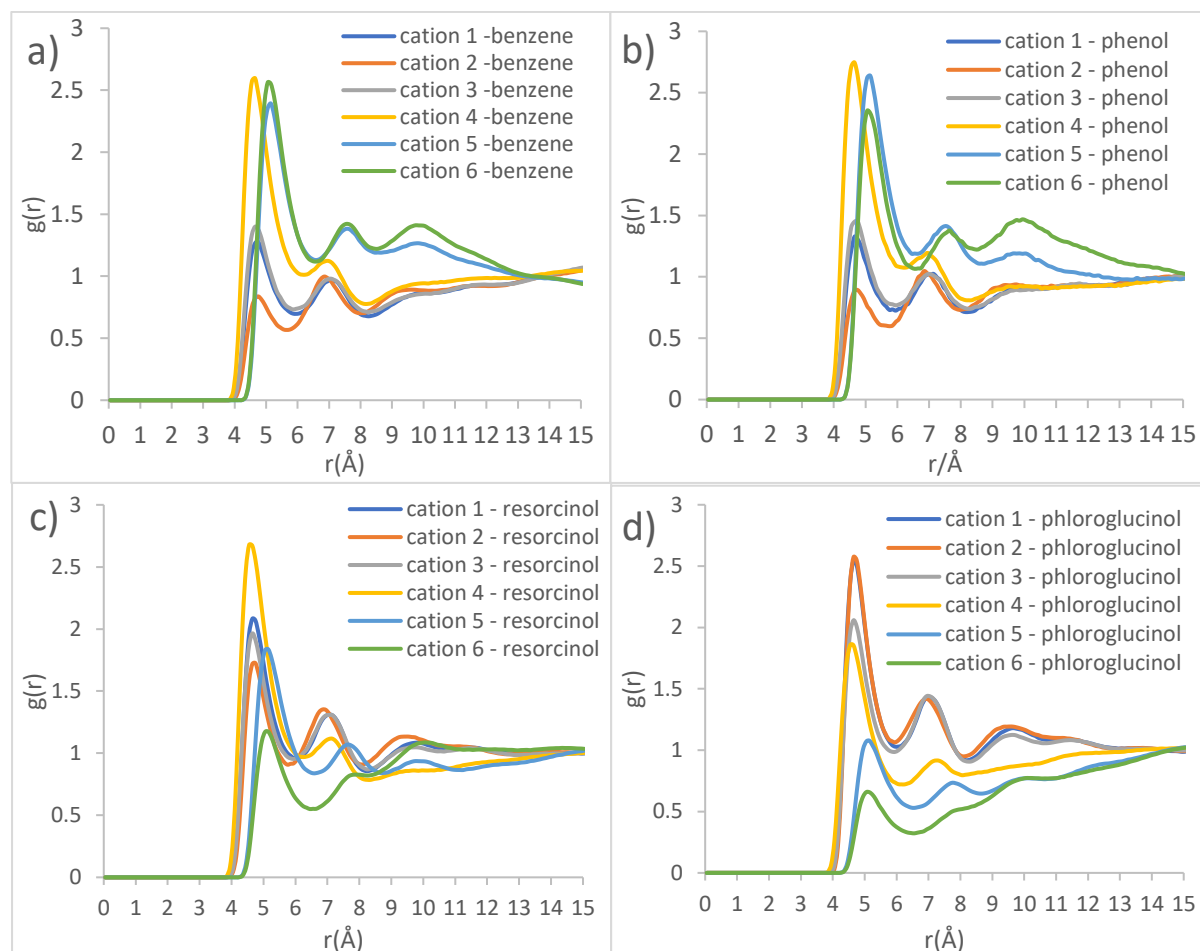 a)
cation 1 -benzene
cation 2 -benzene
cation 3 -benzene
cation 4 -benzene
cation 5 -benzene
cation 6 -benzene
g(r)
3
2.5
2
1.5
1
0.5
0
0 1 2 3 4 5 6 7 8 9 10 11 12 13 14 15
r(Å)
b)
cation 1 - phenol
cation 2 - phenol
cation 3 - phenol
cation 4 - phenol
cation 5 - phenol
cation 6 - phenol
g(r)
3
2.5
2
1.5
1
0.5
0
0 1 2 3 4 5 6 7 8 9 10 11 12 13 14 15
r/Å
c)
cation 1 - resorcinol
cation 2 - resorcinol
cation 3 - resorcinol
cation 4 - resorcinol
cation 5 - resorcinol
cation 6 - resorcinol
g(r)
3
2.5
2
1.5
1
0.5
0
0 1 2 3 4 5 6 7 8 9 10 11 12 13 14 15
r(Å)
d)
cation 1 - phloroglucinol
cation 2 - phloroglucinol
cation 3 - phloroglucinol
cation 4 - phloroglucinol
cation 5 - phloroglucinol
cation 6 - phloroglucinol
g(r)
3
2.5
2
1.5
1
0.5
0
0 1 2 3 4 5 6 7 8 9 10 11 12 13 14 15
r(Å)